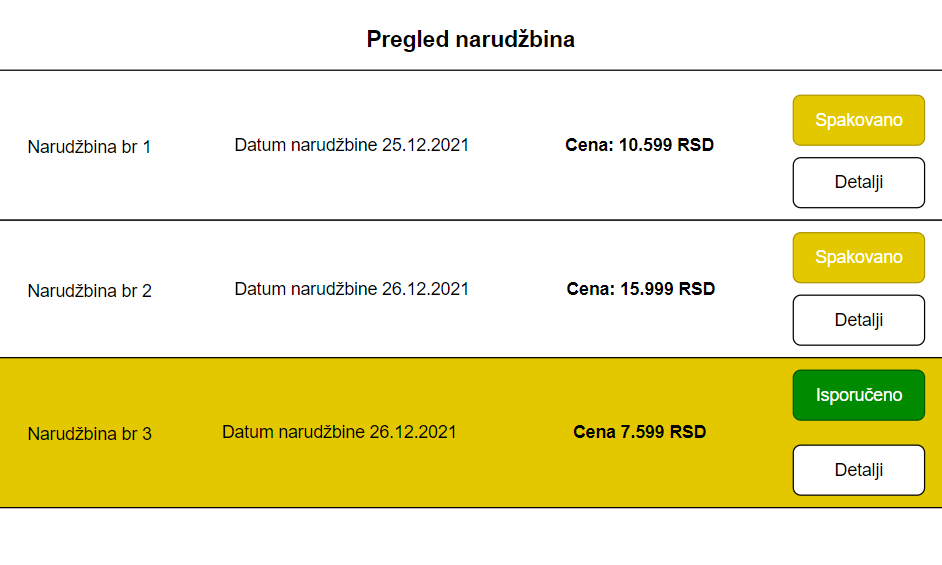 Pregled narudžbina
Narudžbina br 1
Datum narudžbine 25.12.2021
Cena: 10.599 RSD
Spakovano
Detalji
Narudžbina br 2
Datum narudžbine 26.12.2021
Cena: 15.999 RSD
Spakovano
Detalji
Narudžbina br 3
Datum narudžbine 26.12.2021
Cena 7.599 RSD
Isporučeno
Detalji